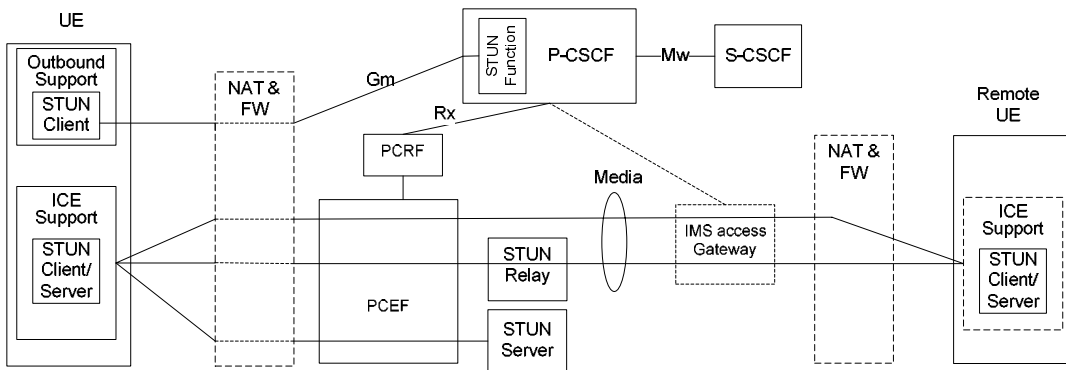 UE
Outbound
Support
STUN
Client
ICE
Support
STUN
Client/
Server
NAT &
FW
Gm
STUN
Function
P-CSCF
Mw
S-CSCF
Rx
PCRF
PCEF
STUN
Relay
STUN
Server
Media
IMS access
Gateway
NAT &
FW
Remote
UE
ICE
Support
STUN
Client/
Server